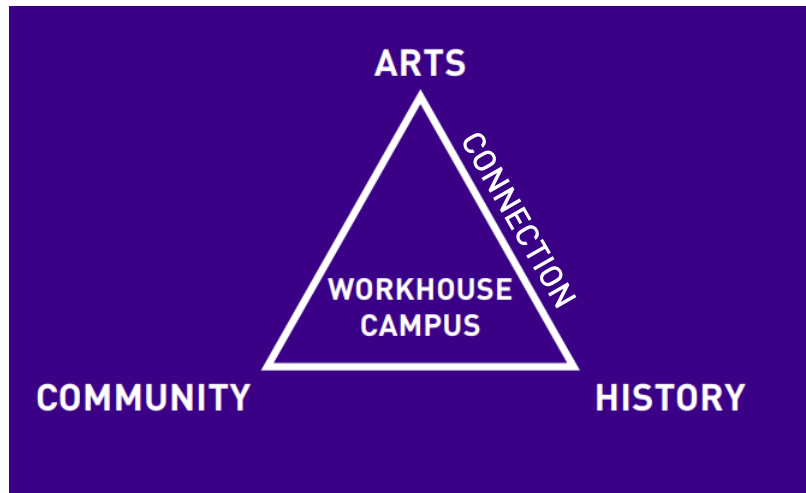 ARTS
CONNECTION
WORKHOUSE
CAMPUS
COMMUNITY
HISTORY